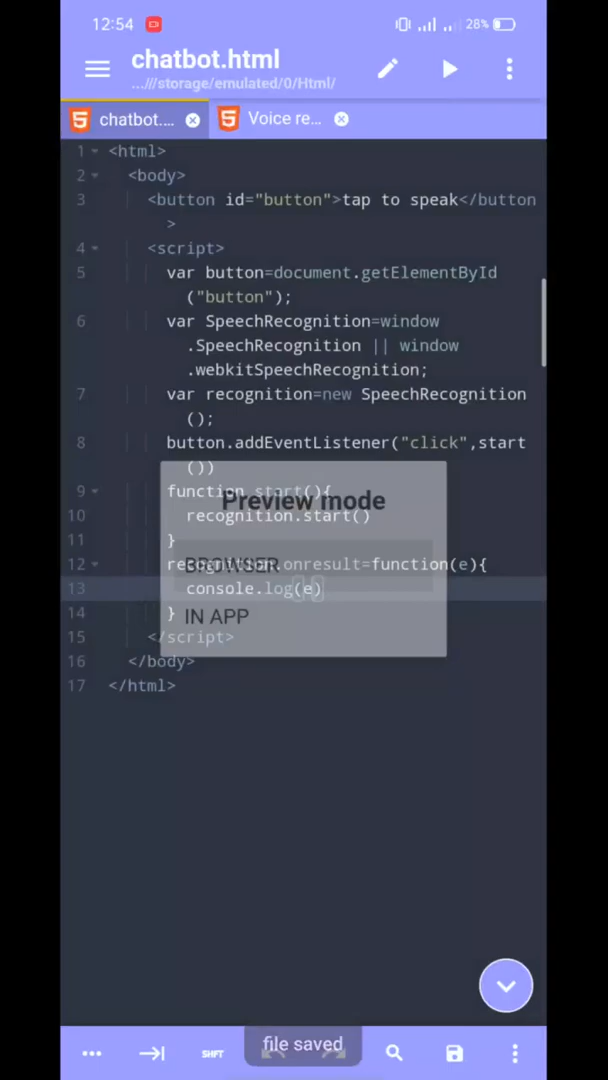 12:54
28%
chatbot.html
...///storage/emulated/0/Html/
chatbot....
Voice re...
1 <html>
2 <body>
3 <button id="button">tap to speak</button
>
4 <script>
5 var button=document.getElementById
("button");
6 var SpeechRecognition=window
.SpeechRecognition || window
.webkitSpeechRecognition;
7 var recognition=new SpeechRecognition
();
8 button.addEventListener("click",start
())
9 function start(){
Preview mode
10 recognition.start()
11 }
12 recognition.onresult=function(e){
BROWSER
13 console.log(e)
14 }
IN APP
15 </script>
16 </body>
17 </html>
SHFT
file saved